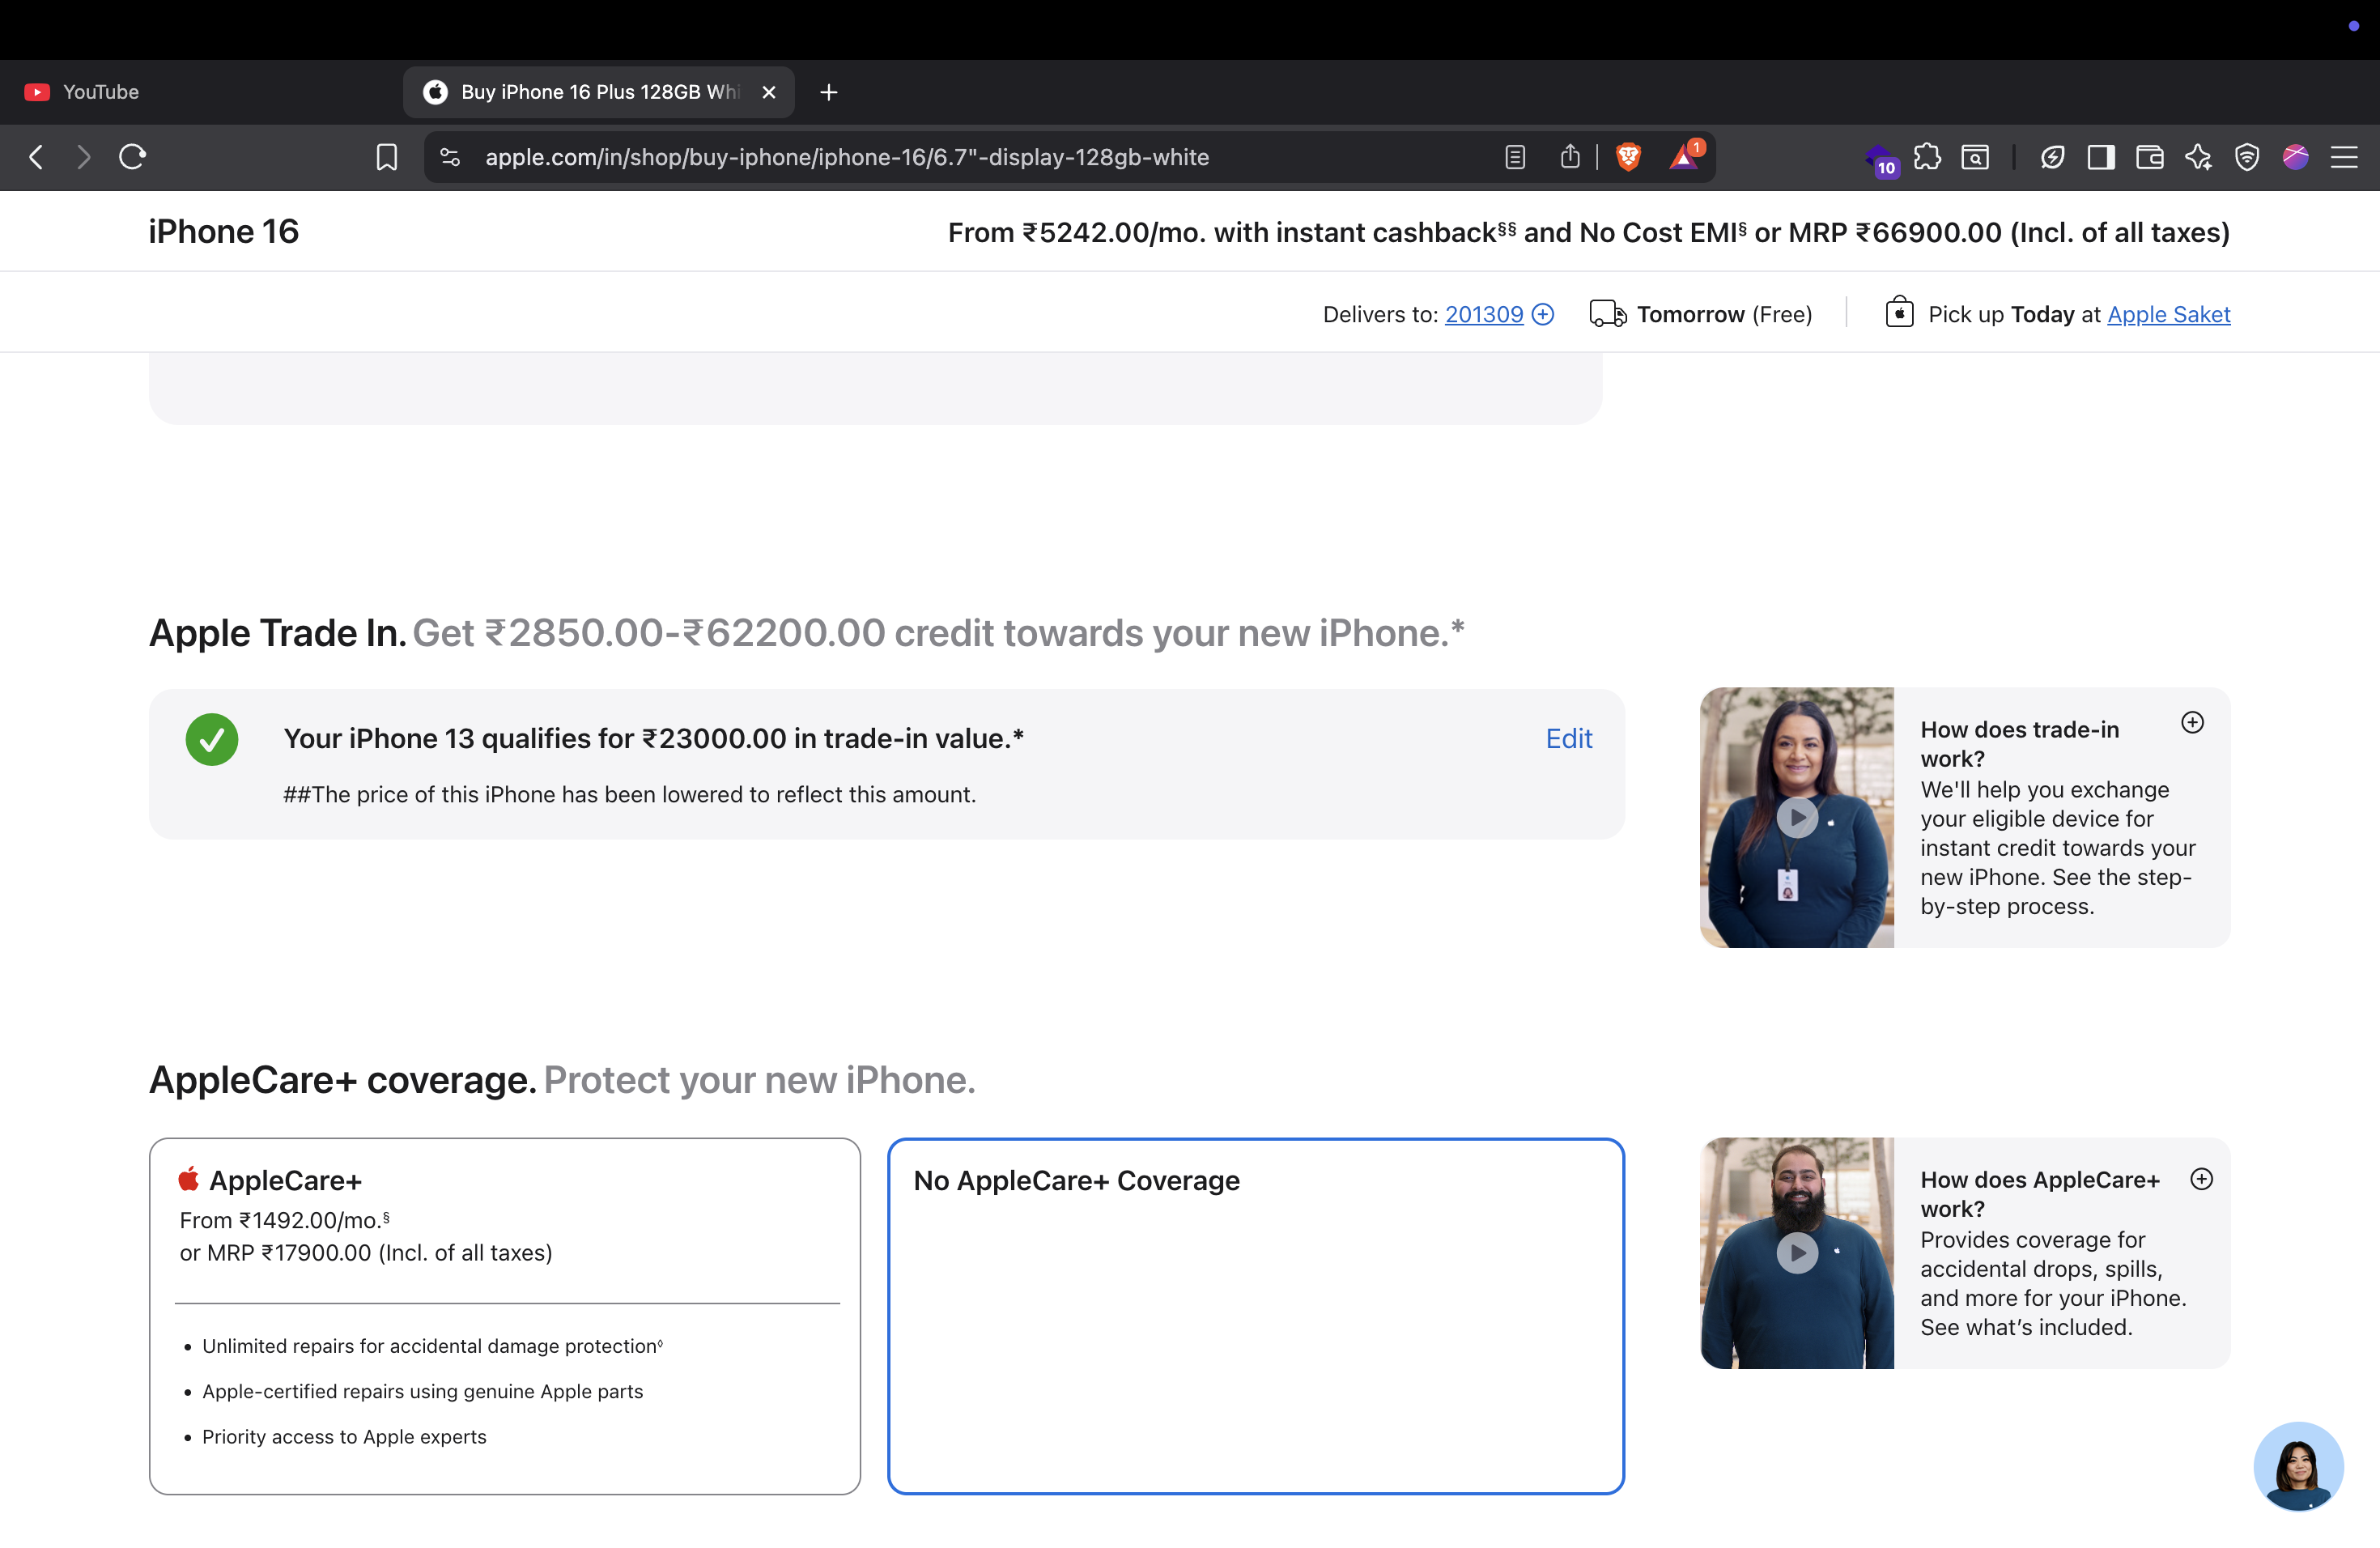 YouTube
Buy iPhone 16 Plus 128GB Whi
apple.com/in/shop/buy-iphone/iphone-16/6.7"-display-128gb-white
1
10
iPhone 16
From ₹5242.00/mo. with instant cashback§§ and No Cost EMI§ or MRP ₹66900.00 (Incl. of all taxes)
Delivers to: 201309
Tomorrow (Free)
Pick up Today at Apple Saket
Apple Trade In. Get ₹2850.00-₹62200.00 credit towards your new iPhone.*
Your iPhone 13 qualifies for ₹23000.00 in trade-in value.*
Edit
##The price of this iPhone has been lowered to reflect this amount.
How does trade-in
work?
We'll help you exchange
your eligible device for
instant credit towards your
new iPhone. See the step-
by-step process.
AppleCare+ coverage. Protect your new iPhone.
AppleCare+
From ₹1492.00/mo.§
or MRP ₹17900.00 (Incl. of all taxes)
• Unlimited repairs for accidental damage protection◊
• Apple-certified repairs using genuine Apple parts
• Priority access to Apple experts
No AppleCare+ Coverage
How does AppleCare+
work?
Provides coverage for
accidental drops, spills,
and more for your iPhone.
See what’s included.